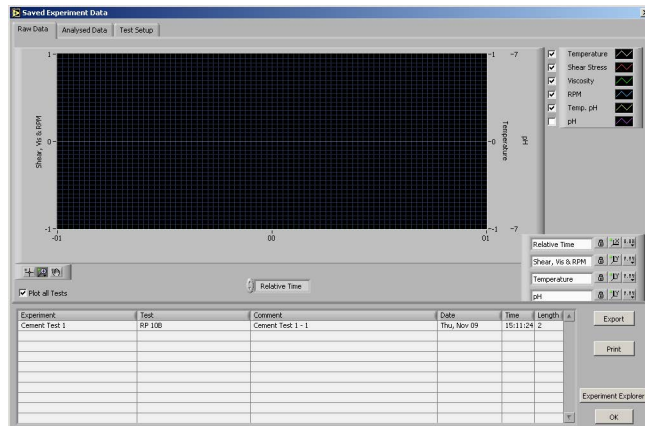 Saved Experiment Data
Raw Data Analysed Data Test Setup
Temperature
Shear Stress
Viscosity
RPM
Temp. pH
pH
1 -1 -7
Shear, Vis & RPM
0 -0 0
Temperature
pH
-1 -1 -7
-01 00 01
Relative Time
Shear, Vis & RPM
Temperature
pH
Plot all Tests
Relative Time
Experiment Test Comment Date Time Length
Cement Test 1 RP 10B Cement Test 1 - 1 Thu, Nov 09 15:11:24 2
Export
Print
Experiment Explorer
OK